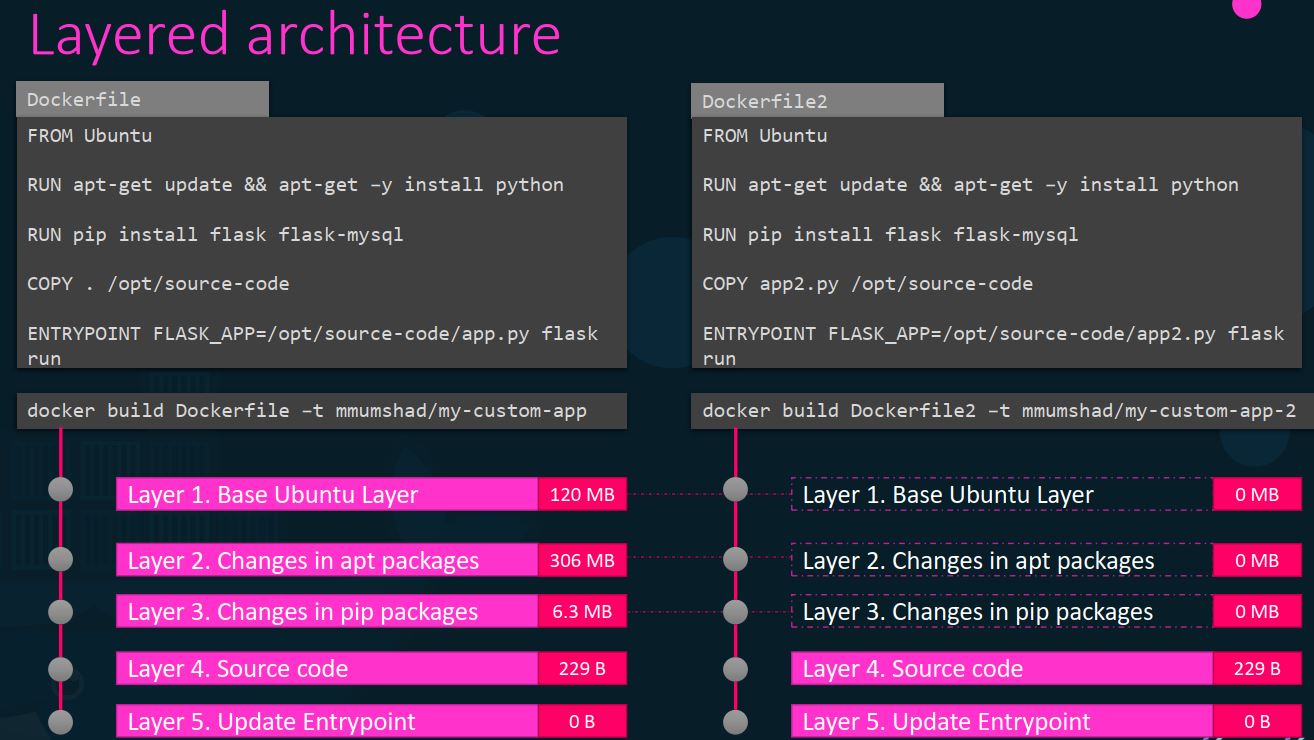 Layered architecture
Dockerfile
FROM Ubuntu
RUN apt-get update && apt-get –y install python
RUN pip install flask flask-mysql
COPY . /opt/source-code
ENTRYPOINT FLASK_APP=/opt/source-code/app.py flask
run
docker build Dockerfile –t mmumshad/my-custom-app
Layer 1. Base Ubuntu Layer 120 MB
Layer 2. Changes in apt packages 306 MB
Layer 3. Changes in pip packages 6.3 MB
Layer 4. Source code 229 B
Layer 5. Update Entrypoint 0 B
Dockerfile2
FROM Ubuntu
RUN apt-get update && apt-get –y install python
RUN pip install flask flask-mysql
COPY app2.py /opt/source-code
ENTRYPOINT FLASK_APP=/opt/source-code/app2.py flask
run
docker build Dockerfile2 –t mmumshad/my-custom-app-2
Layer 1. Base Ubuntu Layer 0 MB
Layer 2. Changes in apt packages 0 MB
Layer 3. Changes in pip packages 0 MB
Layer 4. Source code 229 B
Layer 5. Update Entrypoint 0 B